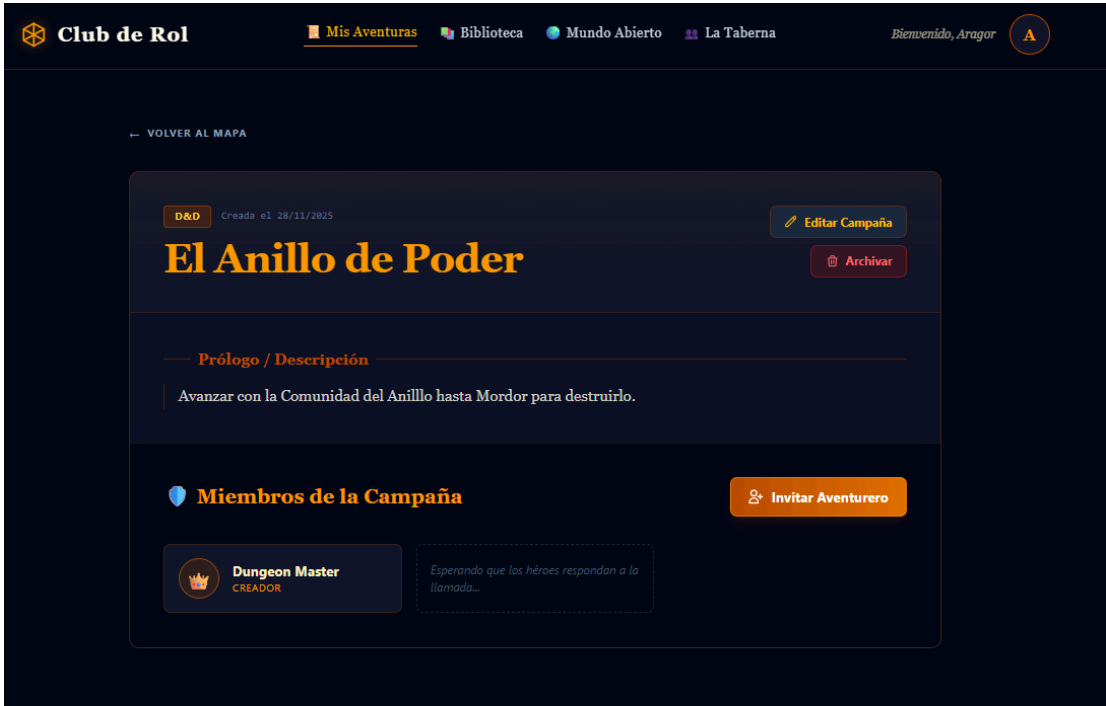 Club de Rol
Mis Aventuras
Biblioteca
Mundo Abierto
La Taberna
Bienvenido, Aragor
A
← VOLVER AL MAPA
D&D
Creada el 28/11/2025
Editar Campaña
El Anillo de Poder
Archivar
Prólogo / Descripción
Avanzar con la Comunidad del Anilllo hasta Mordor para destruirlo.
Miembros de la Campaña
Invitar Aventurero
Dungeon Master
CREADOR
Esperando que los héroes respondan a la
llamada...